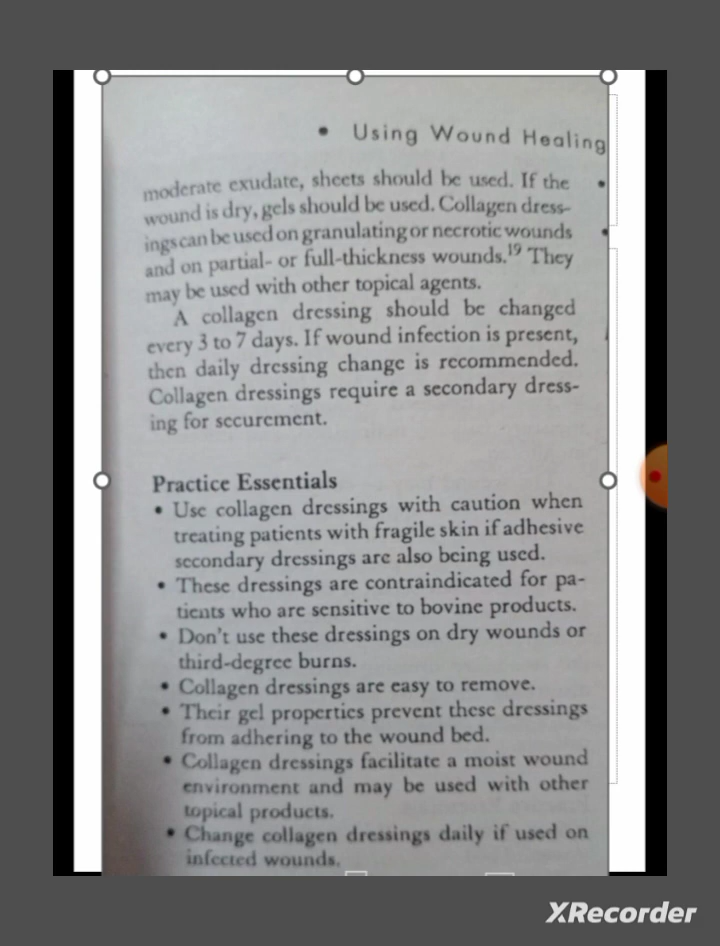 • Using Wound Healing
moderate exudate, sheets should be used. If the
wound is dry, gels should be used. Collagen dress-
ings can be used on granulating or necrotic wounds
and on partial- or full-thickness wounds.19 They
may be used with other topical agents.
A collagen dressing should be changed
every 3 to 7 days. If wound infection is present,
then daily dressing change is recommended.
Collagen dressings require a secondary dress-
ing for securement.
Practice Essentials
• Use collagen dressings with caution when
treating patients with fragile skin if adhesive
secondary dressings are also being used.
• These dressings are contraindicated for pa-
tients who are sensitive to bovine products.
• Don't use these dressings on dry wounds or
third-degree burns.
• Collagen dressings are easy to remove.
• Their gel properties prevent these dressings
from adhering to the wound bed.
• Collagen dressings facilitate a moist wound
environment and may be used with other
topical products.
• Change collagen dressings daily if used on
infected wounds.
XRecorder